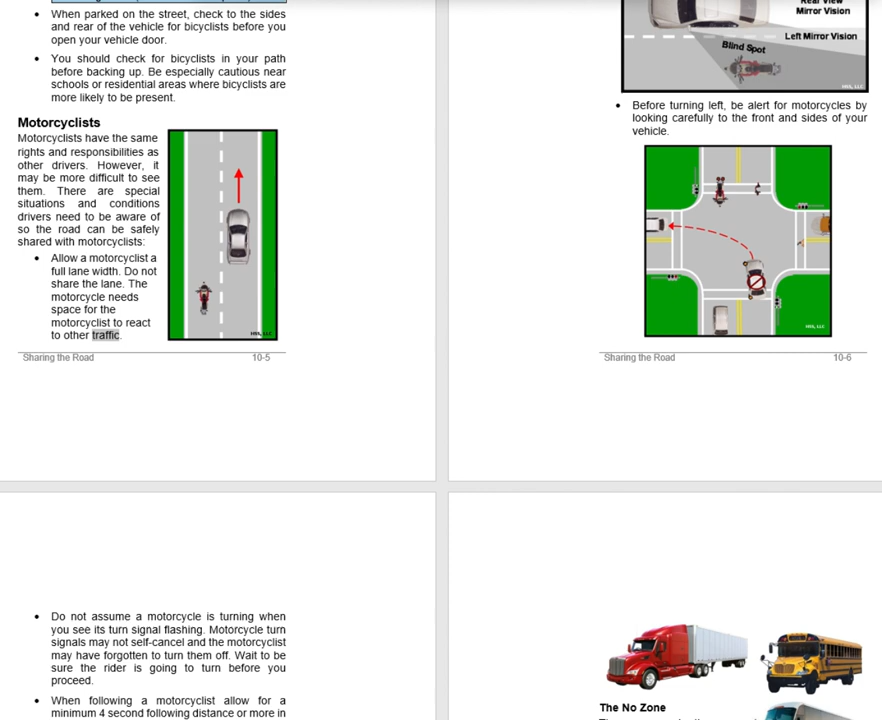 • When parked on the street, check to the sides
and rear of the vehicle for bicyclists before you
open your vehicle door.
• You should check for bicyclists in your path
before backing up. Be especially cautious near
schools or residential areas where bicyclists are
more likely to be present.
Motorcyclists
Motorcyclists have the same
rights and responsibilities as
other drivers. However, it
may be more difficult to see
them. There are special
situations and conditions
drivers need to be aware of
so the road can be safely
shared with motorcyclists:
• Allow a motorcyclist a
full lane width. Do not
share the lane. The
motorcycle needs
space for the
motorcyclist to react
to other traffic.
HSS, LLC
Sharing the Road 10-5
Rear View
Mirror Vision
Left Mirror Vision
Blind Spot
HSS, LLC
• Before turning left, be alert for motorcycles by
looking carefully to the front and sides of your
vehicle.
HSS, LLC
Sharing the Road 10-6
• Do not assume a motorcycle is turning when
you see its turn signal flashing. Motorcycle turn
signals may not self-cancel and the motorcyclist
may have forgotten to turn them off. Wait to be
sure the rider is going to turn before you
proceed.
• When following a motorcyclist allow for a
minimum 4 second following distance or more in
The No Zone